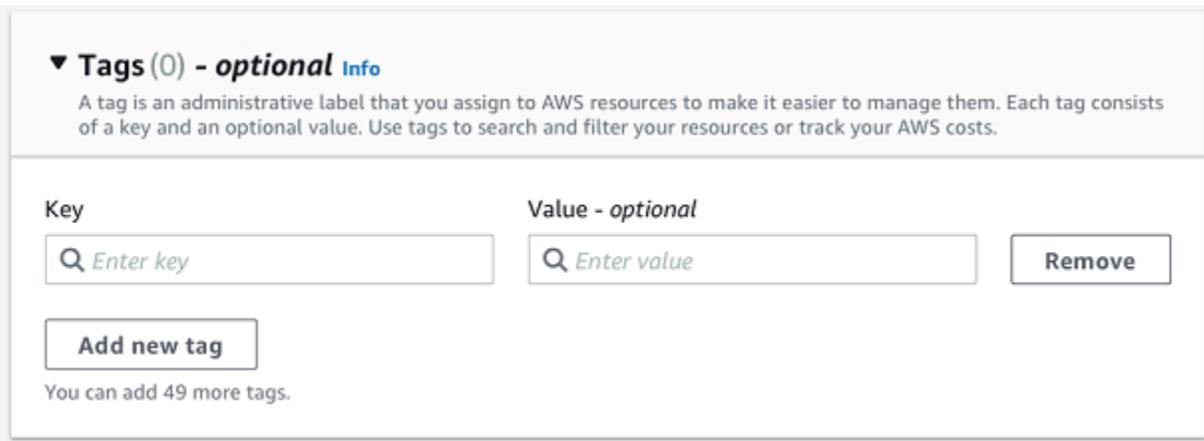 Tags (0) - optional Info
A tag is an administrative label that you assign to AWS resources to make it easier to manage them. Each tag consists
of a key and an optional value. Use tags to search and filter your resources or track your AWS costs.
Key
Value - optional
Enter key
Enter value
Remove
Add new tag
You can add 49 more tags.